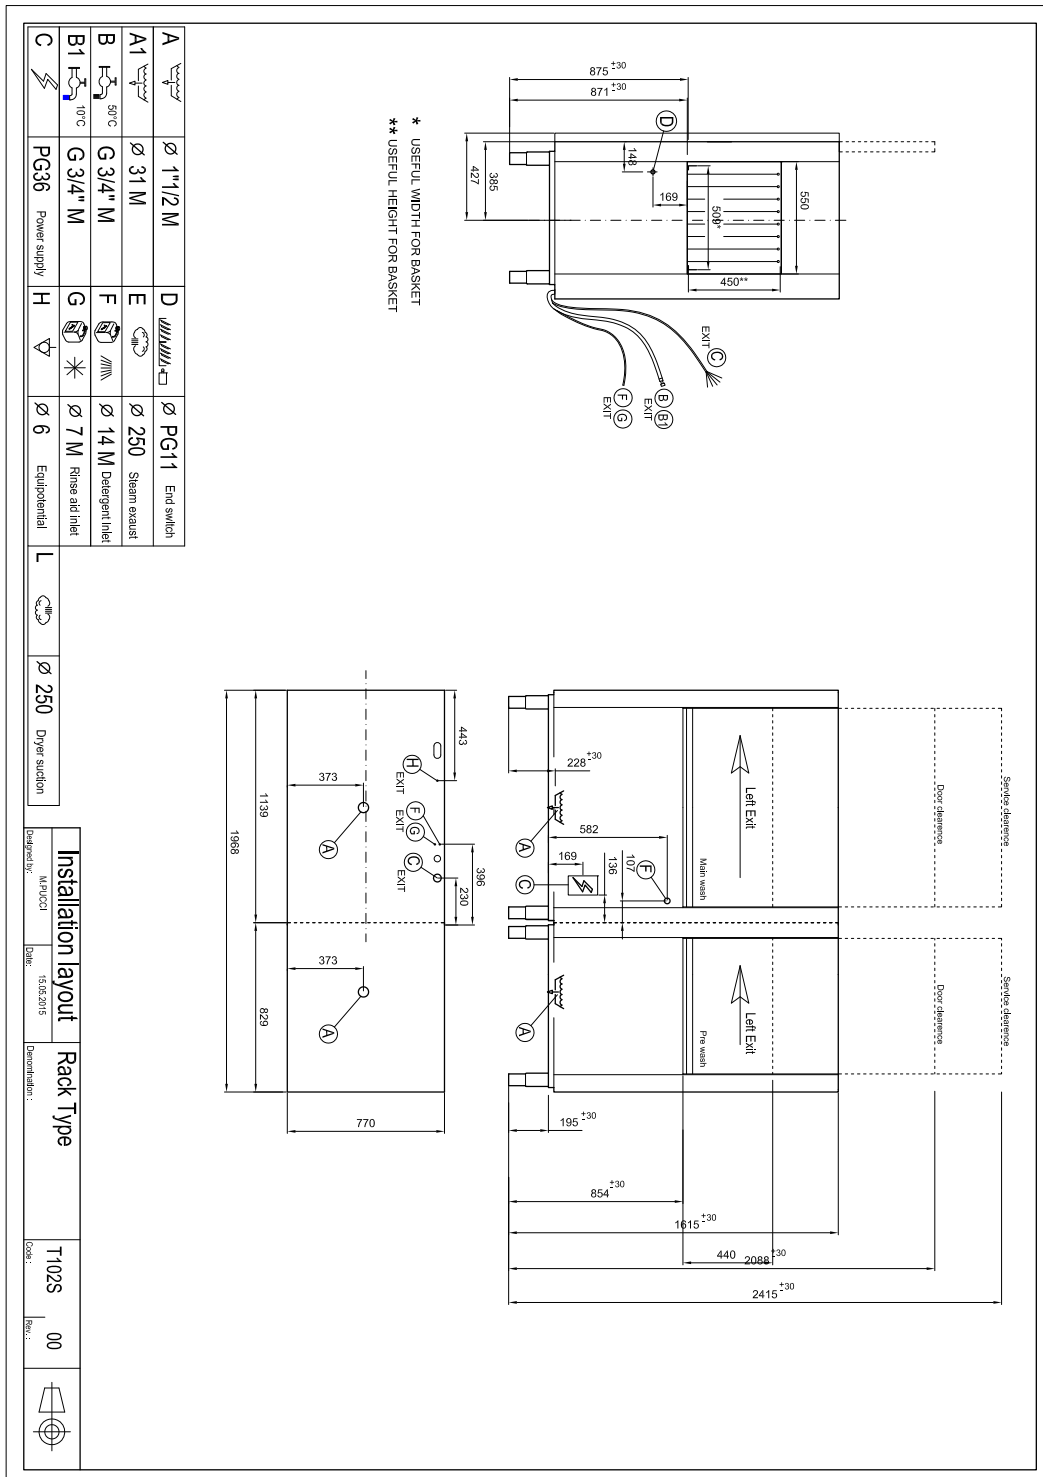 875 ±30
871 ±30
D
148
169
385
427
550
509*
450**
C
EXIT
B B1
EXIT
F G
EXIT
* USEFUL WIDTH FOR BASKET
** USEFUL HEIGHT FOR BASKET
Service clearence
Service clearence
Door clearence
Door clearence
Left Exit
Left Exit
Main wash
Pre wash
228 ±30
582
169
136
107
F
A
C
A
195 ±30
854 ±30
1615 ±30
440
2088 ±30
2415 ±30
443
H
EXIT
F
G
EXIT
C
EXIT
396
230
373
A
373
A
1139
829
1968
770
A Ø 1"1/2 M D Ø PG11 End switch
A1 Ø 31 M E Ø 250 Steam exaust
B 50°C G 3/4" M F Ø 14 M Detergent inlet
B1 10°C G 3/4" M G Ø 7 M Rinse aid inlet
C PG36 Power supply H Ø 6 Equipotential L Ø 250 Dryer suction
Installation layout
Designed by: M.PUCCI
Date: 15.05.2015
Rack Type
Denomination :
T102S
Code :
00
Rev. :